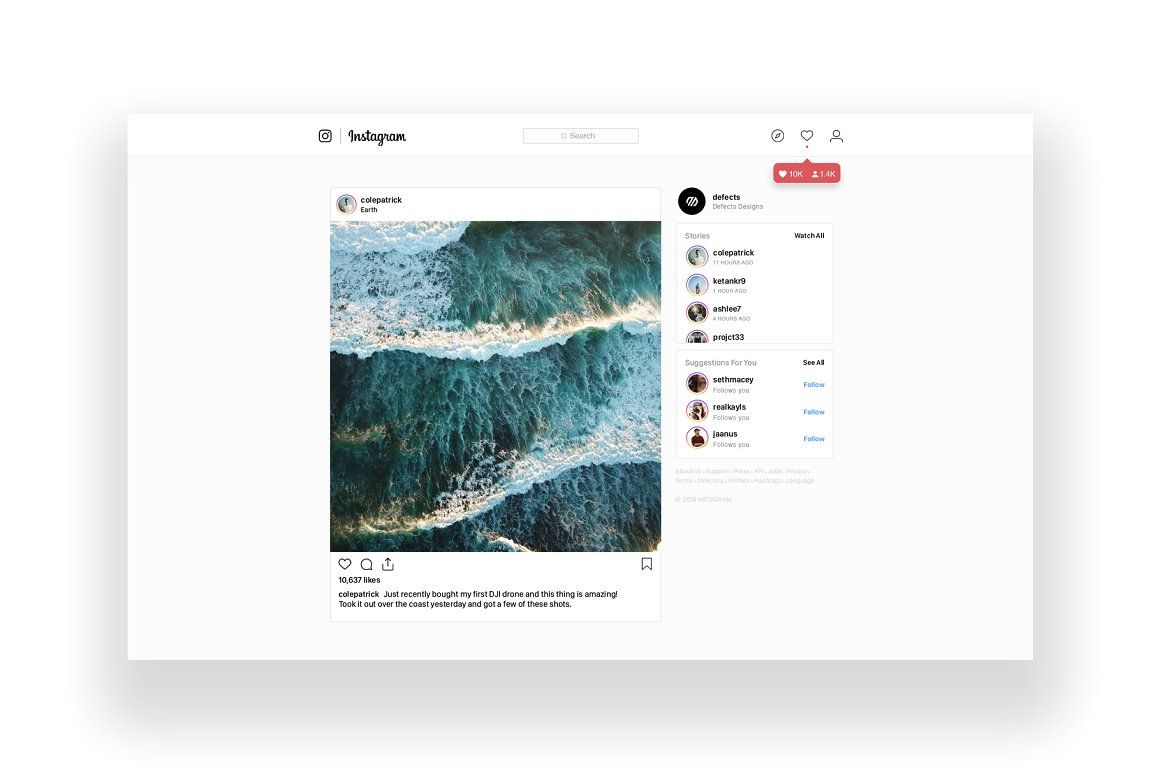 Instagram
Search
10K 1.4K
colepatrick
Earth
10,637 likes
colepatrick Just recently bought my first DJI drone and this thing is amazing!
Took it out over the coast yesterday and got a few of these shots.
defects
Defects Designs
Stories Watch All
colepatrick
17 HOURS AGO
ketankr9
1 HOUR AGO
ashlee7
4 HOURS AGO
projct33
Suggestions For You See All
sethmacey
Follows you
Follow
realkayls
Follows you
Follow
jaanus
Follows you
Follow
About Us • Support • Press • API • Jobs • Privacy •
Terms • Directory • Profiles • Hashtags • Language
© 2018 INSTAGRAM